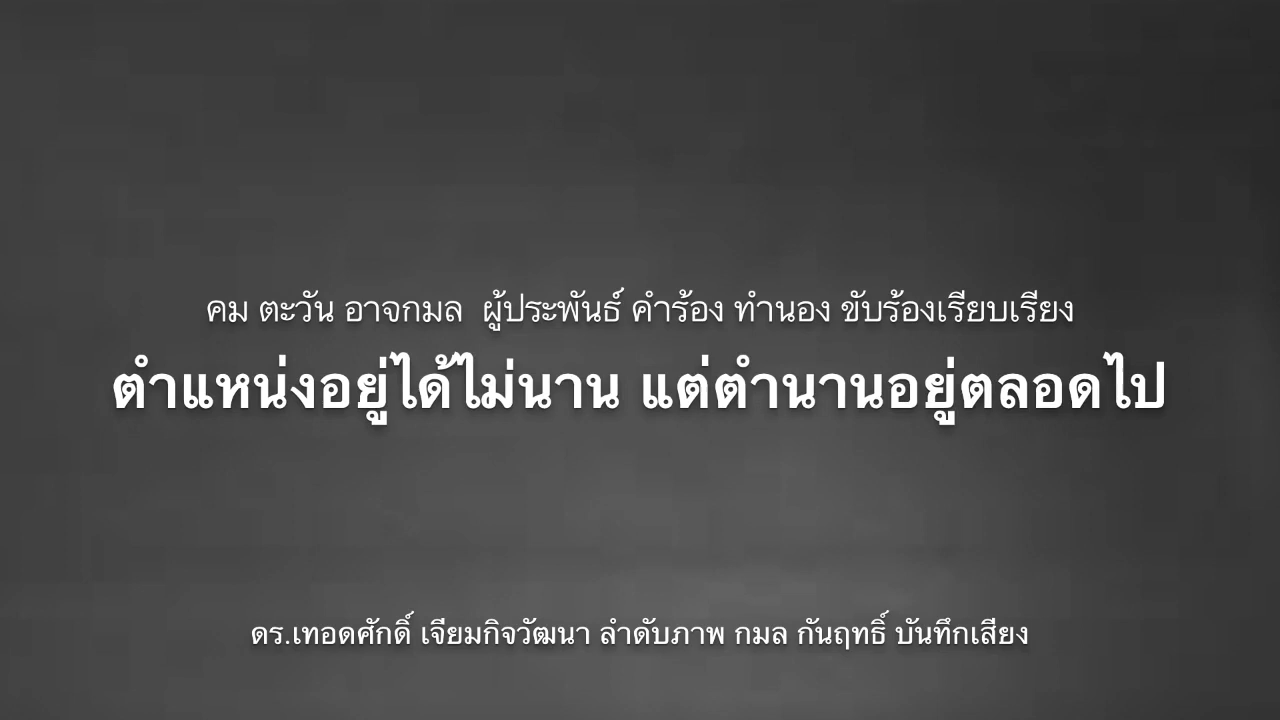 คม ตะวัน อาจกมล  ผู้ประพันธ์ คำร้อง ทำนอง ขับร้องเรียบเรียง
ตำแหน่งอยู่ได้ไม่นาน แต่ตำนานอยู่ตลอดไป
ดร.เทอดศักดิ์ เจียมกิจวัฒนา ลำดับภาพ กมล กันฤทธิ์ บันทึกเสียง